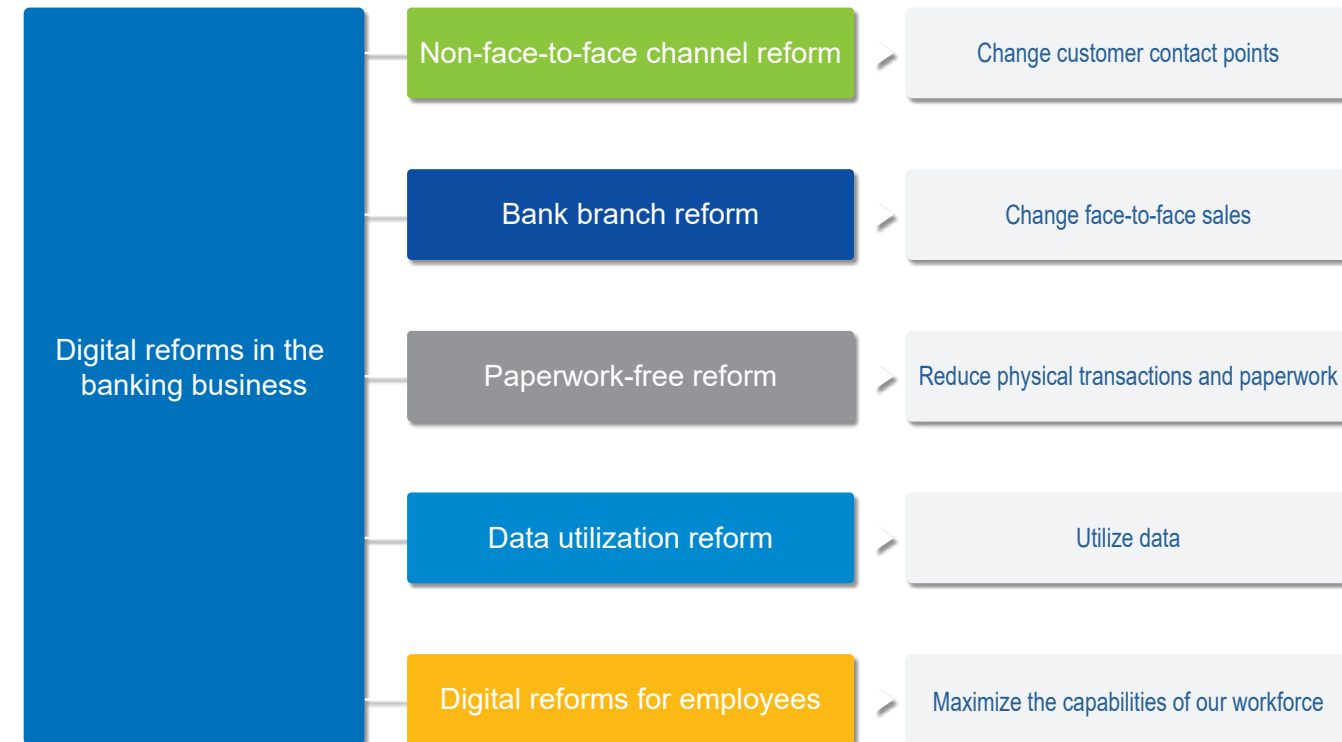 Digital reforms in the
banking business
Non-face-to-face channel reform
Change customer contact points
Bank branch reform
Change face-to-face sales
Paperwork-free reform
Reduce physical transactions and paperwork
Data utilization reform
Utilize data
Digital reforms for employees
Maximize the capabilities of our workforce